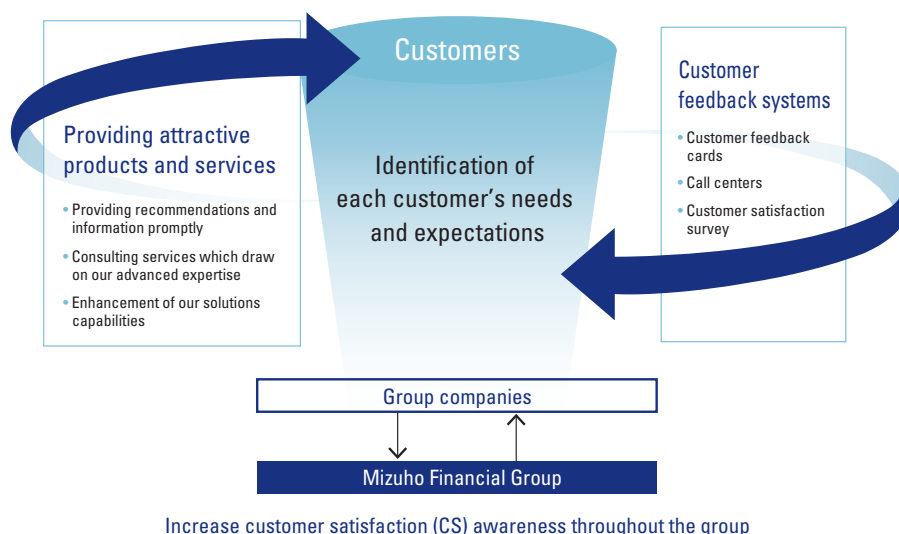 Customers
Providing attractive
products and services
• Providing recommendations and
information promptly
• Consulting services which draw
on our advanced expertise
• Enhancement of our solutions
capabilities
Identification of
each customer's needs
and expectations
Customer
feedback systems
• Customer feedback
cards
• Call centers
• Customer satisfaction
survey
Group companies
Mizuho Financial Group
Increase customer satisfaction (CS) awareness throughout the group